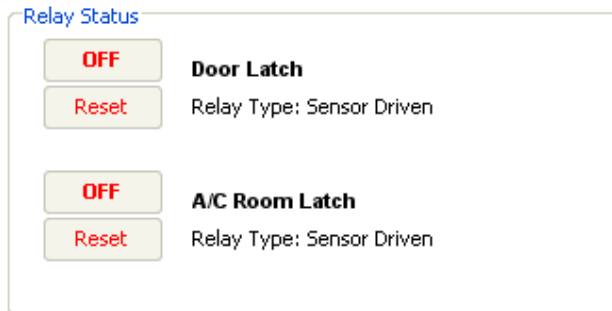 Relay Status
OFF
Door Latch
Reset
Relay Type: Sensor Driven
OFF
A/C Room Latch
Reset
Relay Type: Sensor Driven